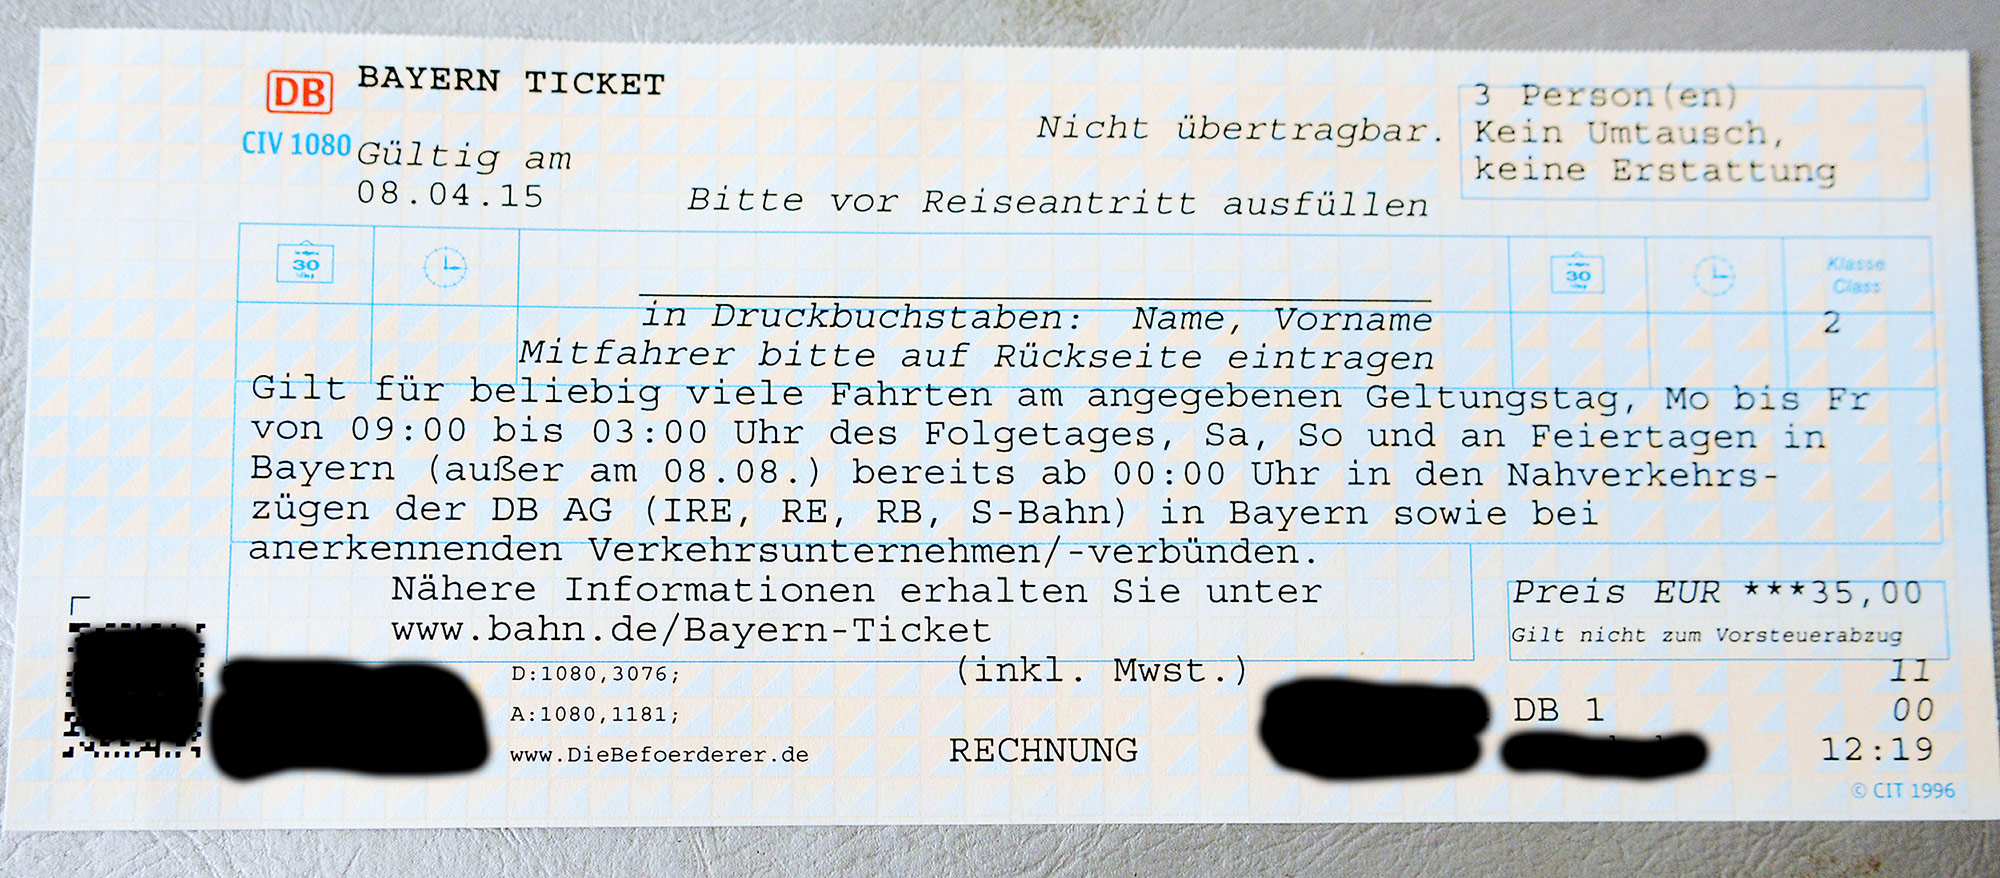 DB BAYERN TICKET
3 Person(en)
Nicht übertragbar. Kein Umtausch,
CIV 1080 Gültig am
keine Erstattung
08.04.15
Bitte vor Reiseantritt ausfüllen
30
30
Klasse
Class
in Druckbuchstaben: Name, Vorname
2
Mitfahrer bitte auf Rückseite eintragen
Gilt für beliebig viele Fahrten am angegebenen Geltungstag, Mo bis Fr
von 09:00 bis 03:00 Uhr des Folgetages, Sa, So und an Feiertagen in
Bayern (außer am 08.08.) bereits ab 00:00 Uhr in den Nahverkehrs-
zügen der DB AG (IRE, RE, RB, S-Bahn) in Bayern sowie bei
anerkennenden Verkehrsunternehmen/-verbünden.
Nähere Informationen erhalten Sie unter
www.bahn.de/Bayern-Ticket
Preis EUR ***35,00
Gilt nicht zum Vorsteuerabzug
D:1080,3076;
(inkl. Mwst.)
11
A:1080,1181;
DB 1
00
www.DieBefoerderer.de
RECHNUNG
12:19
© CIT 1996